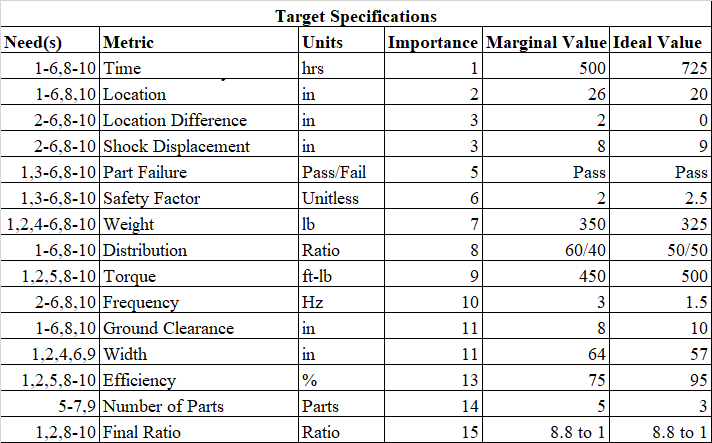 Target Specifications
Need(s) Metric Units Importance Marginal Value Ideal Value
1-6,8-10 Time hrs 1 500 725
1-6,8,10 Location in 2 26 20
2-6,8-10 Location Difference in 3 2 0
2-6,8-10 Shock Displacement in 3 8 9
1,3-6,8-10 Part Failure Pass/Fail 5 Pass Pass
1,3-6,8-10 Safety Factor Unitless 6 2 2.5
1,2,4-6,8-10 Weight lb 7 350 325
1-6,8-10 Distribution Ratio 8 60/40 50/50
1,2,5,8-10 Torque ft-lb 9 450 500
2-6,8,10 Frequency Hz 10 3 1.5
1-6,8,10 Ground Clearance in 11 8 10
1,2,4,6,9 Width in 11 64 57
1,2,5,8-10 Efficiency % 13 75 95
5-7,9 Number of Parts Parts 14 5 3
1,2,8-10 Final Ratio Ratio 15 8.8 to 1 8.8 to 1